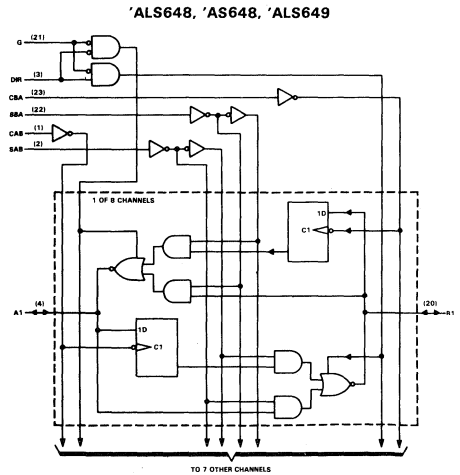 'ALS648, 'AS648, 'ALS649
G (21)
DIR (3)
CBA (23)
SBA (22)
CAB (1)
SAB (2)
1 OF 8 CHANNELS
1D
C1
A1 (4)
(20) B1
1D
C1
TO 7 OTHER CHANNELS